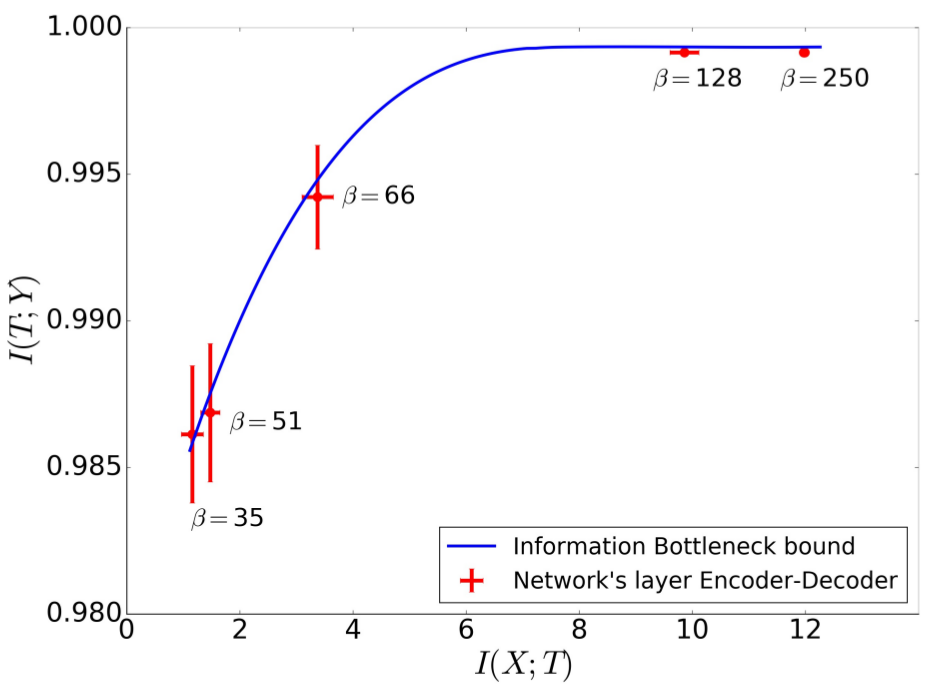 1.000
0.995
0.990
0.985
0.980
I(T;Y)
β=128
β=250
β=66
β=51
β=35
Information Bottleneck bound
Network's layer Encoder-Decoder
0 2 4 6 8 10 12
I(X;T)